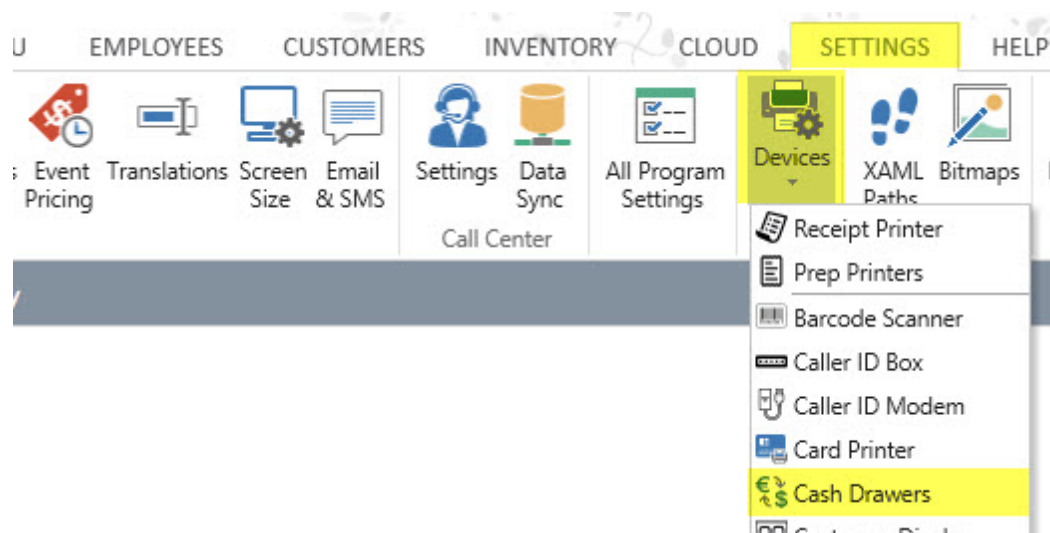 U EMPLOYEES CUSTOMERS INVENTORY CLOUD SETTINGS HELP
s Event Translations Screen Email Settings Data All Program Devices XAML Bitmaps
Pricing Size & SMS Sync Settings Paths
Call Center
y
Receipt Printer
Prep Printers
Barcode Scanner
Caller ID Box
Caller ID Modem
Card Printer
Cash Drawers